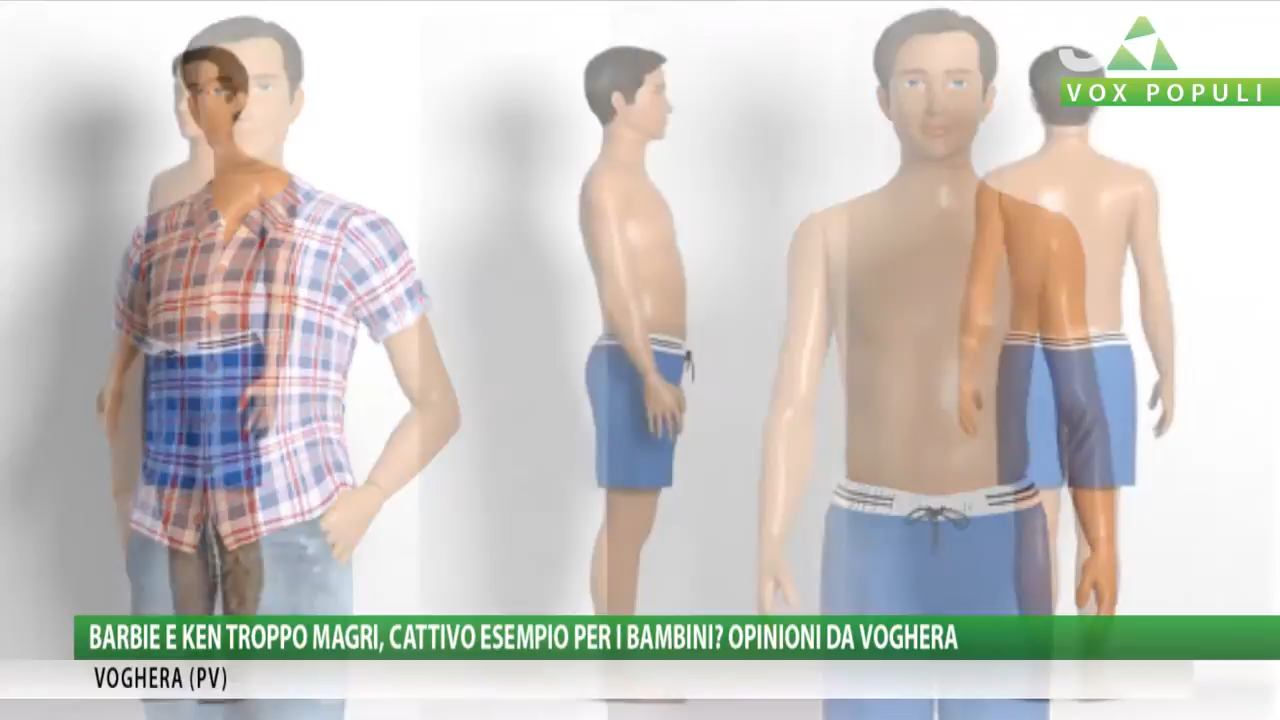 VOX POPULI
BARBIE E KEN TROPPO MAGRI, CATTIVO ESEMPIO PER I BAMBINI? OPINIONI DA VOGHERA
VOGHERA (PV)